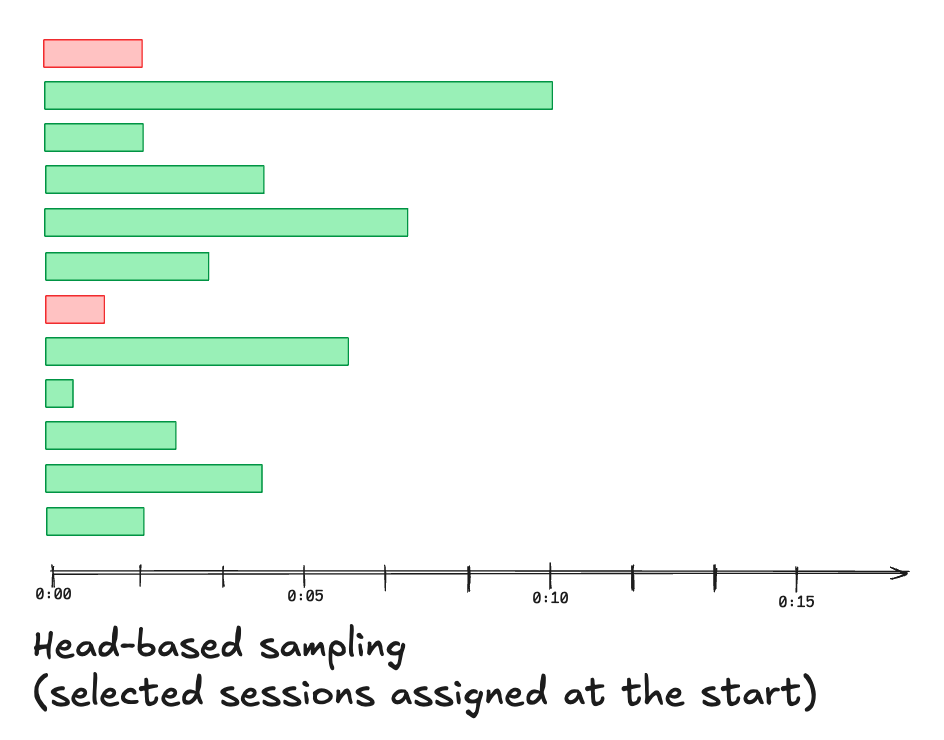 0:00
0:05
0:10
0:15
Head-based sampling
(selected sessions assigned at the start)